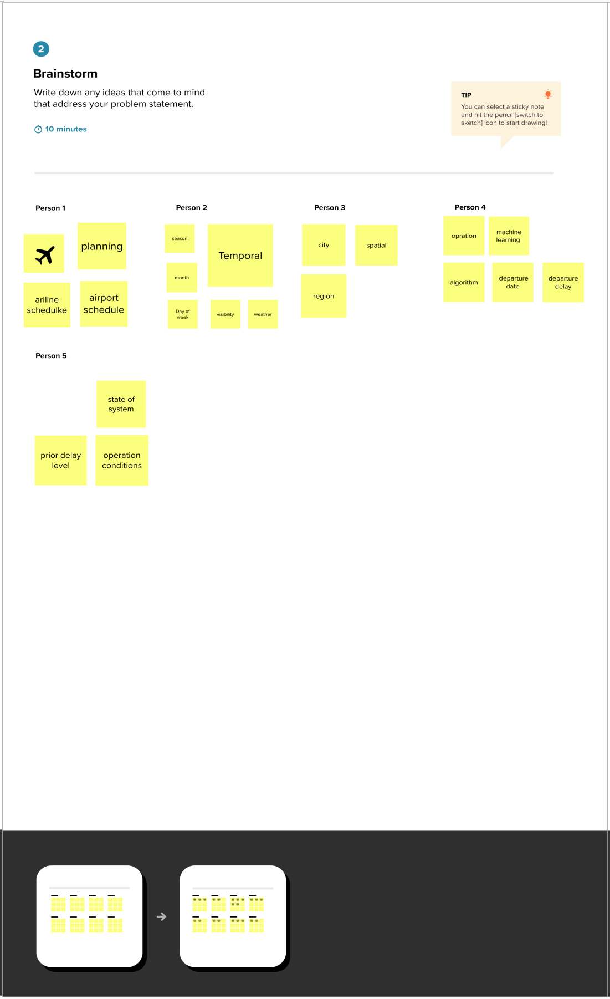 2
Brainstorm
Write down any ideas that come to mind
that address your problem statement.
10 minutes
TIP
You can select a sticky note
and hit the pencil [switch to
sketch] icon to start drawing!
Person 1
planning
ariline
schedulke
airport
schedule
Person 2
season
Temporal
month
Day of
week
visibility
weather
Person 3
city
spatial
region
Person 4
opration
machine
learning
algorithm
departure
date
departure
delay
Person 5
state of
system
prior delay
level
operation
conditions